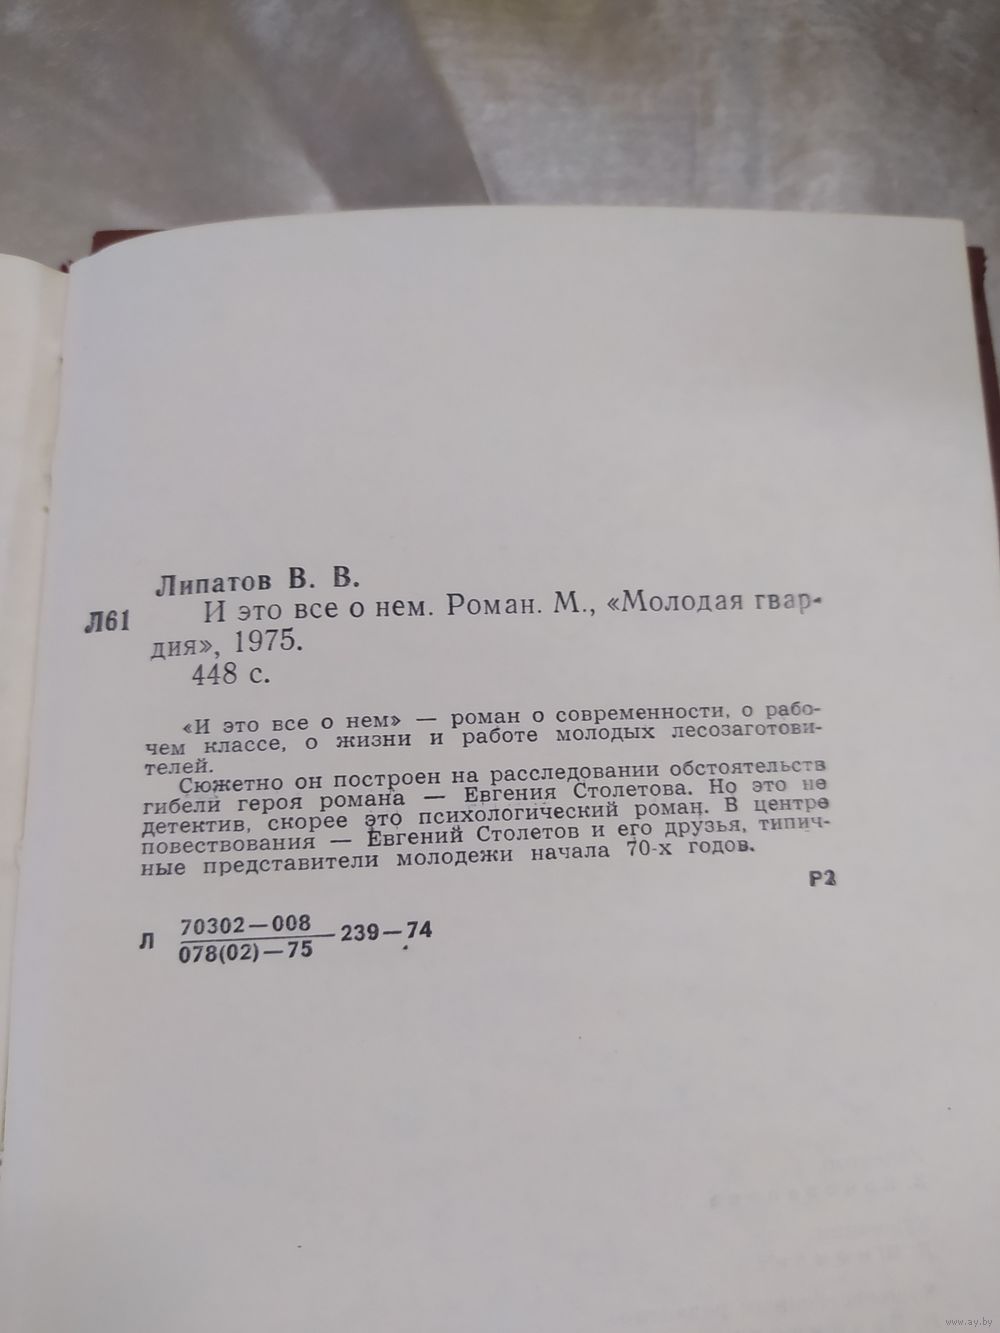 Липатов В. В.
Л61 И это все о нем. Роман. М., «Молодая гвар-
дия», 1975.
448 с.
«И это все о нем» — роман о современности, о рабо-
чем классе, о жизни и работе молодых лесозаготови-
телей.
Сюжетно он построен на расследовании обстоятельств
гибели героя романа — Евгения Столетова. Но это не
детектив, скорее это психологический роман. В центре
повествования — Евгений Столетов и его друзья, типич-
ные представители молодежи начала 70-х годов.
Р2
70302—008
Л 239—74
078(02)—75
www.ay.by